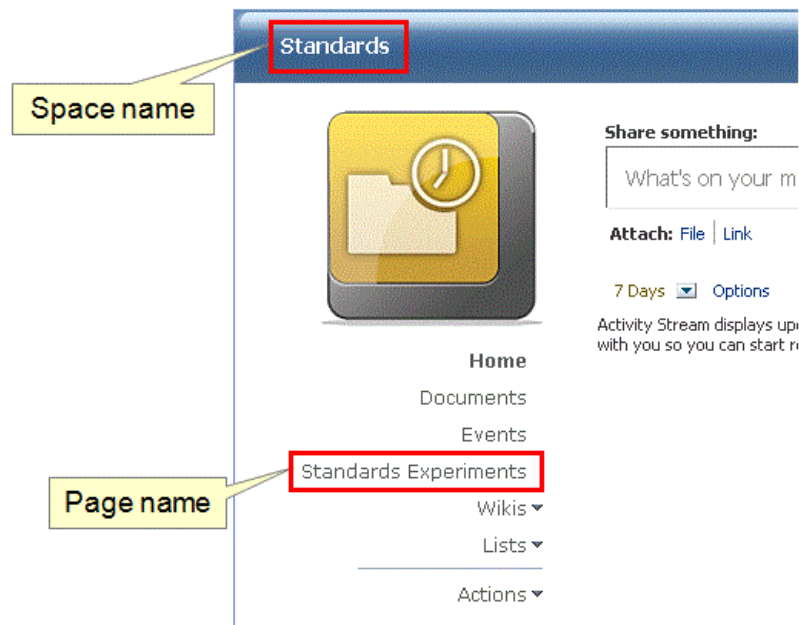 Standards
Space name
Share something:
What's on your m
Attach: File | Link
7 Days Options
Activity Stream displays up
with you so you can start r
Home
Documents
Events
Standards Experiments
Page name
Wikis
Lists
Actions